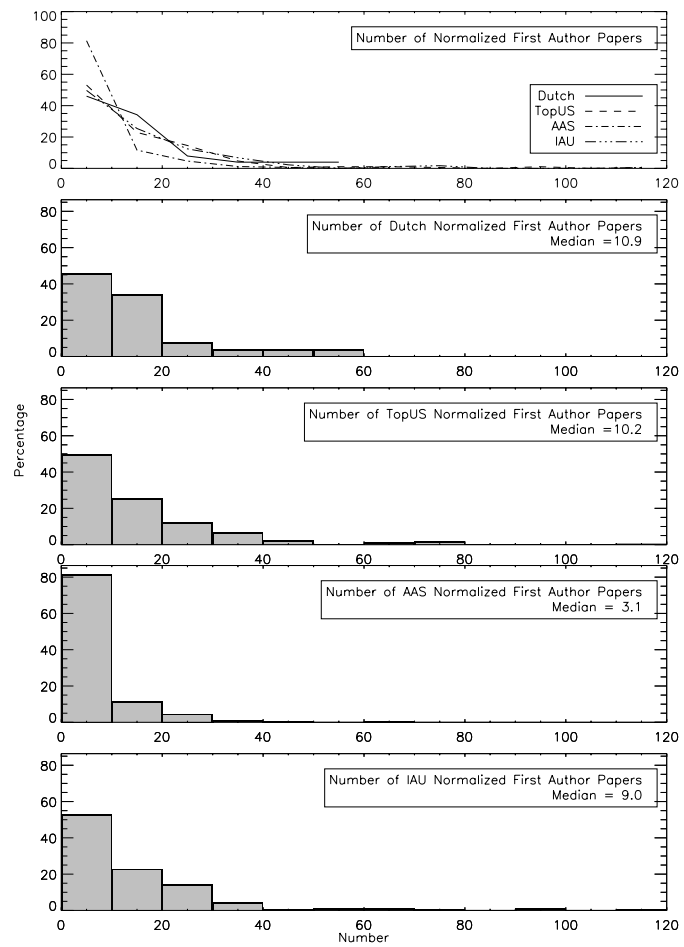 100
80
60
40
20
0
Number of Normalized First Author Papers
Dutch
TopUS
AAS
IAU
0 20 40 60 80 100 120
80
60
40
20
0
Number of Dutch Normalized First Author Papers
Median =10.9
0 20 40 60 80 100 120
Percentage
80
60
40
20
0
Number of TopUS Normalized First Author Papers
Median =10.2
0 20 40 60 80 100 120
80
60
40
20
0
Number of AAS Normalized First Author Papers
Median = 3.1
0 20 40 60 80 100 120
80
60
40
20
0
Number of IAU Normalized First Author Papers
Median = 9.0
0 20 40 60 80 100 120
Number